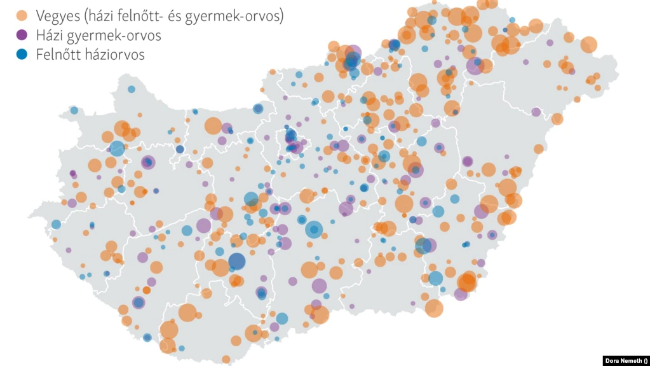 Vegyes (házi felnőtt- és gyermek-orvos)
Házi gyermek-orvos
Felnőtt háziorvos
Dora Nemeth ()